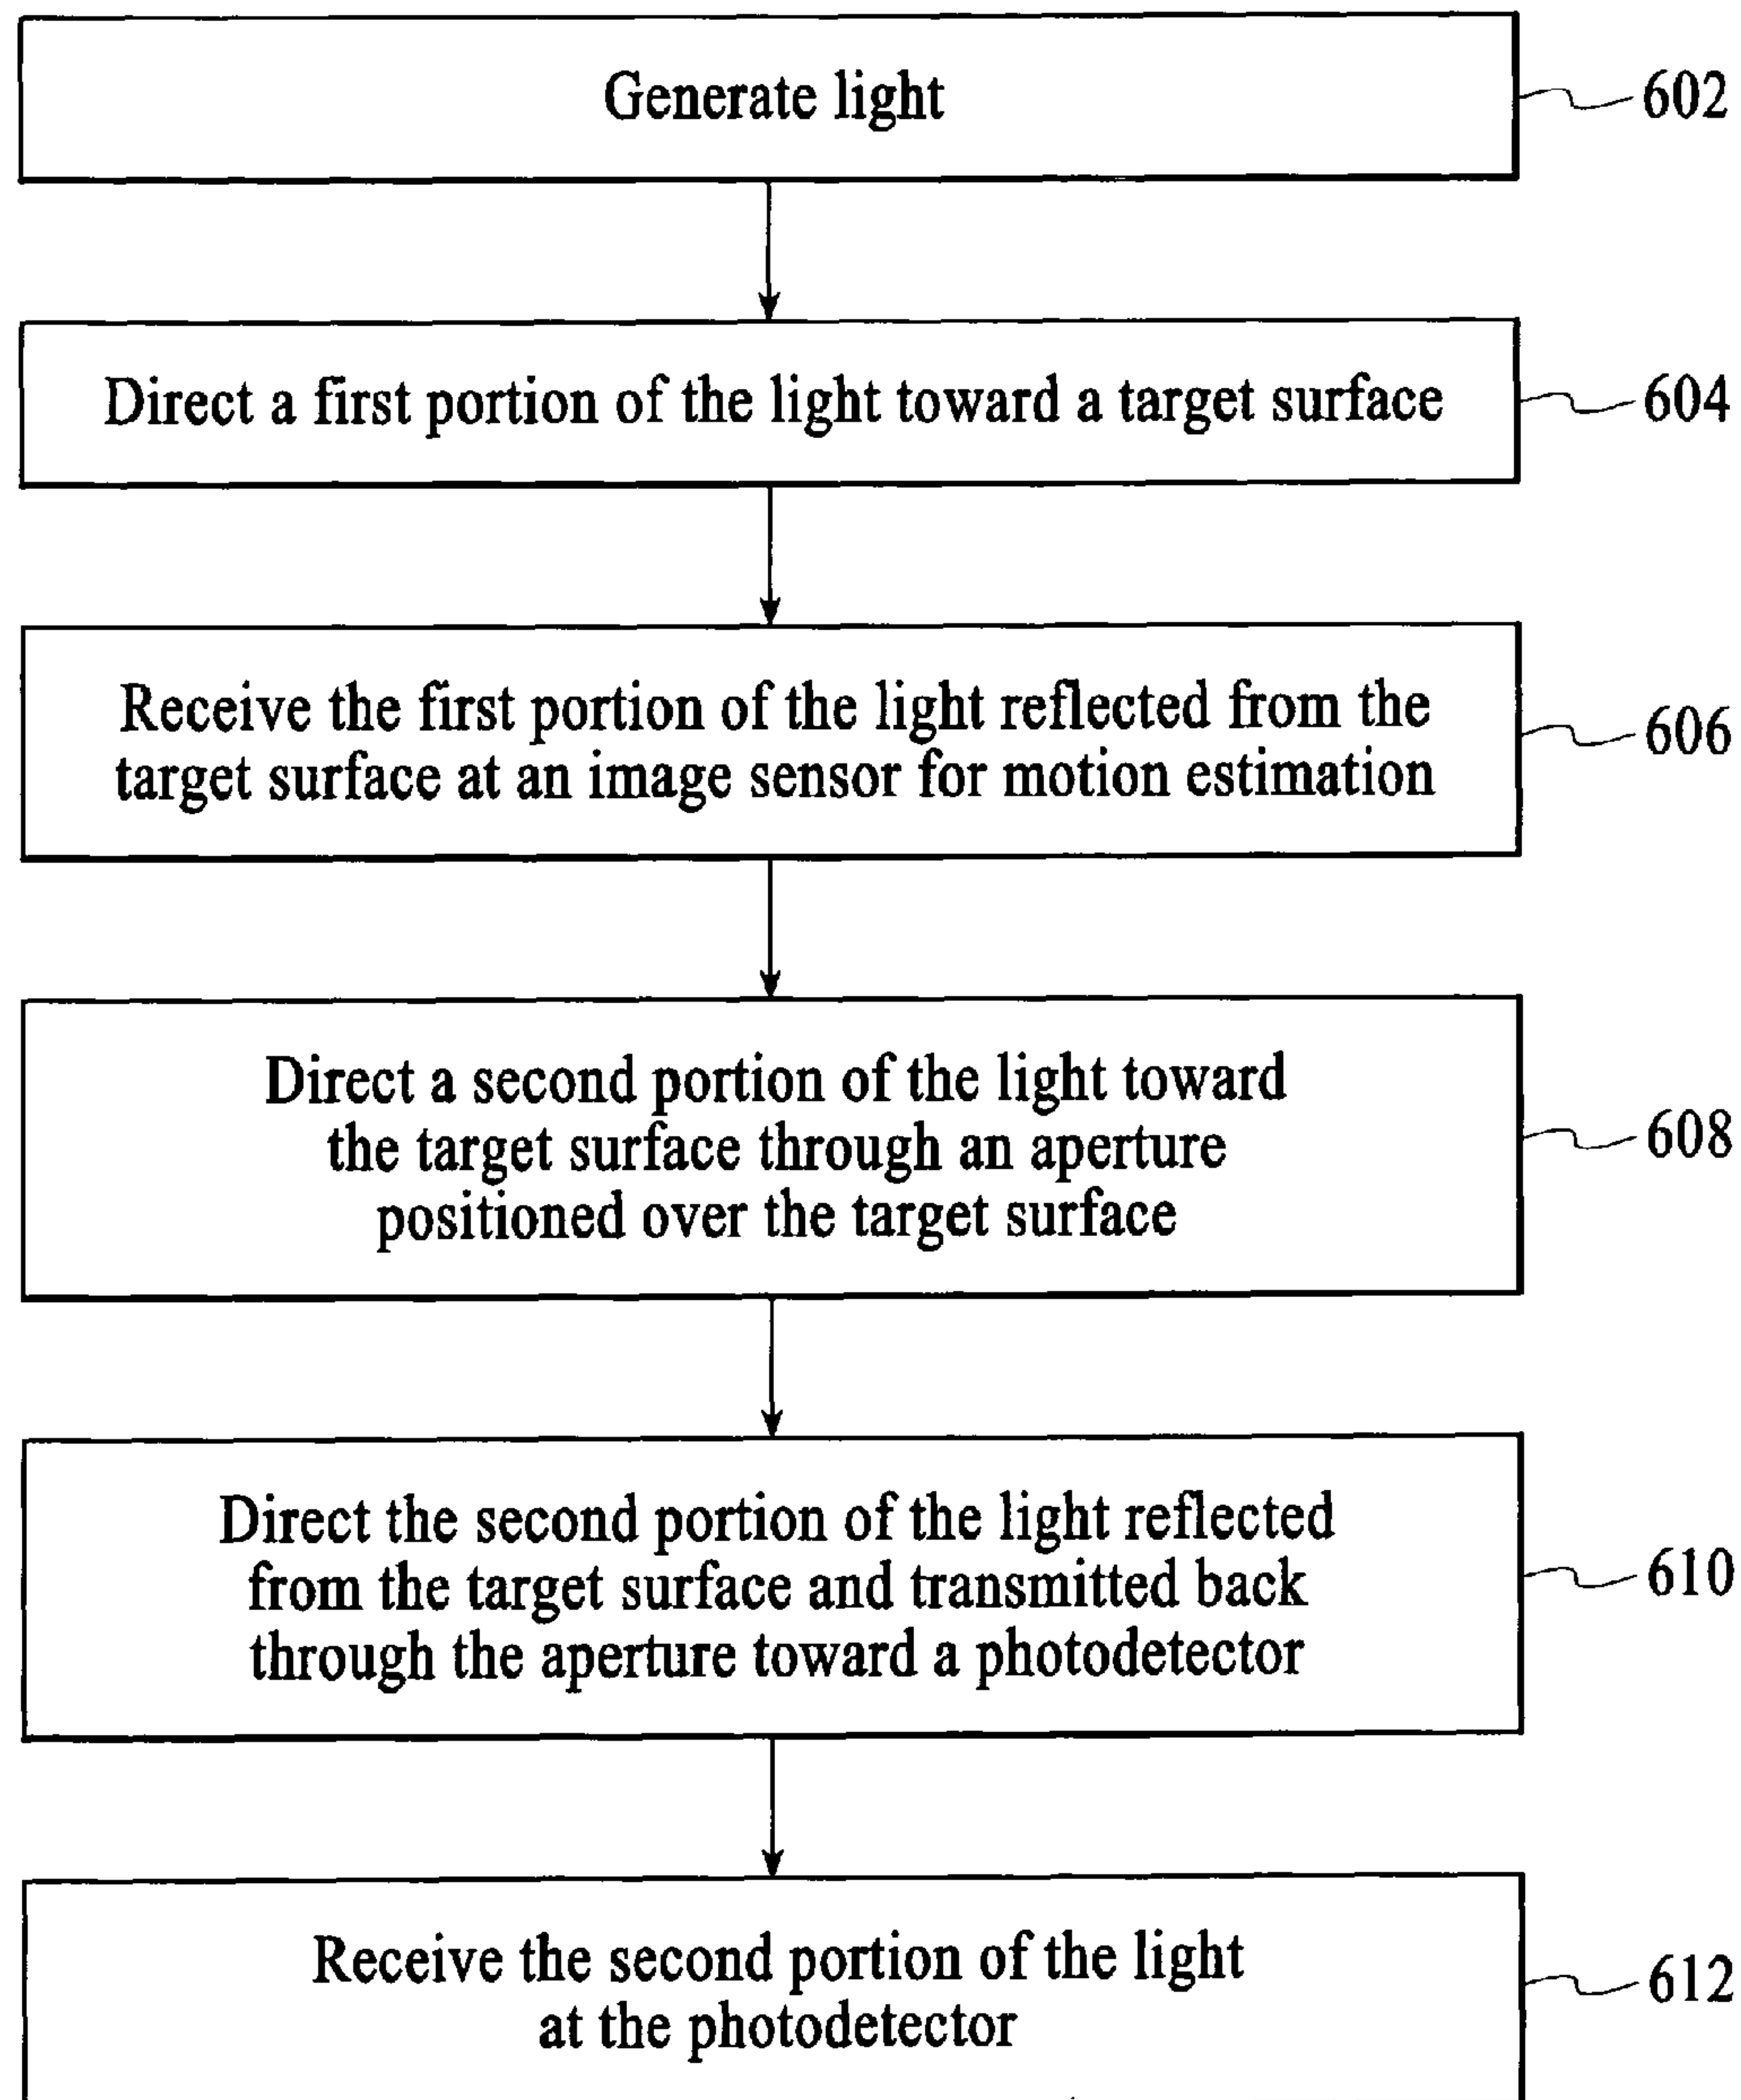 Generate light
602
Direct a first portion of the light toward a target surface
604
Receive the first portion of the light reflected from the
target surface at an image sensor for motion estimation
606
Direct a second portion of the light toward
the target surface through an aperture
positioned over the target surface
608
Direct the second portion of the light reflected
from the target surface and transmitted back
through the aperture toward a photodetector
610
Receive the second portion of the light
at the photodetector
612